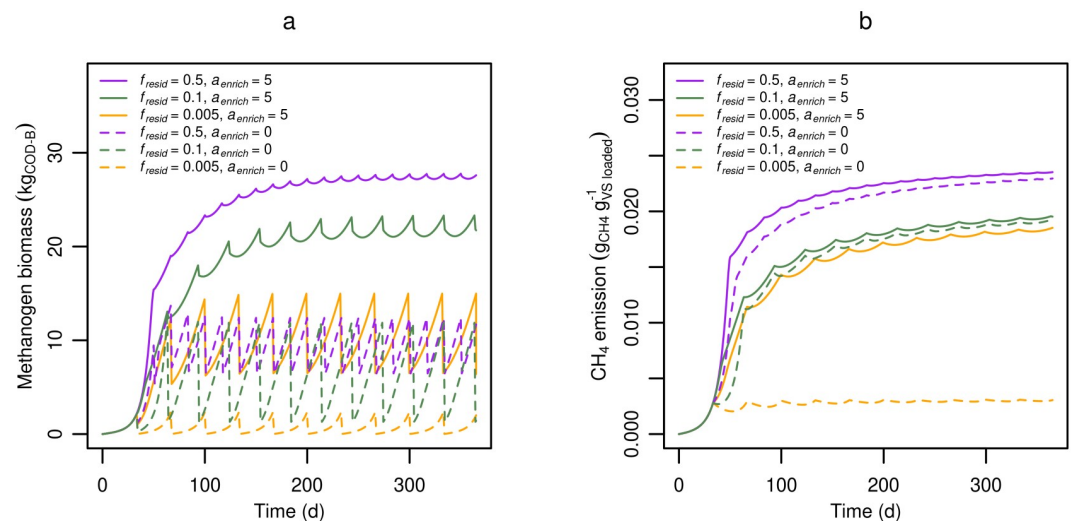 a
f_resid = 0.5, a_enrich = 5
f_resid = 0.1, a_enrich = 5
f_resid = 0.005, a_enrich = 5
f_resid = 0.5, a_enrich = 0
f_resid = 0.1, a_enrich = 0
f_resid = 0.005, a_enrich = 0
Methanogen biomass (kg_COD-B)
30
20
10
0
0 100 200 300
Time (d)
b
f_resid = 0.5, a_enrich = 5
f_resid = 0.1, a_enrich = 5
f_resid = 0.005, a_enrich = 5
f_resid = 0.5, a_enrich = 0
f_resid = 0.1, a_enrich = 0
f_resid = 0.005, a_enrich = 0
CH₄ emission (g_CH4 g⁻¹_VS loaded)
0.030
0.020
0.010
0.000
0 100 200 300
Time (d)